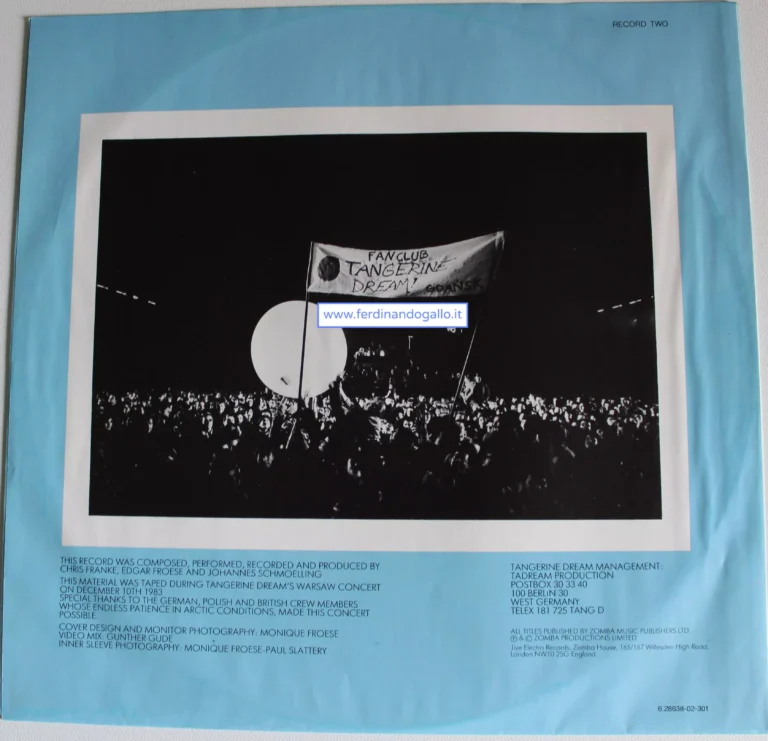 RECORD TWO
FANCLUB
TANGERINE
DREAM! GDAŃSK
www.ferdinandogallo.it
THIS RECORD WAS COMPOSED, PERFORMED, RECORDED AND PRODUCED BY
CHRIS FRANKE, EDGAR FROESE AND JOHANNES SCHMOELLING
THIS MATERIAL WAS TAPED DURING TANGERINE DREAM'S WARSAW CONCERT
ON DECEMBER 10TH 1983
SPECIAL THANKS TO THE GERMAN, POLISH AND BRITISH CREW MEMBERS
WHOSE ENDLESS PATIENCE IN ARCTIC CONDITIONS, MADE THIS CONCERT
POSSIBLE.
COVER DESIGN AND MONITOR PHOTOGRAPHY: MONIQUE FROESE
VIDEO MIX: GUNTHER GUDE
INNER SLEEVE PHOTOGRAPHY: MONIQUE FROESE-PAUL SLATTERY
TANGERINE DREAM MANAGEMENT:
TADREAM PRODUCTION
POSTBOX 30 33 40
100 BERLIN 30
WEST GERMANY
TELEX 181 725 TANG D
ALL TITLES PUBLISHED BY ZOMBA MUSIC PUBLISHERS LTD.
℗ & © ZOMBA PRODUCTIONS LIMITED
Jive Electro Records, Zomba House, 165/167 Willesden High Road,
London NW10 2SG England.
6.28638-02-301